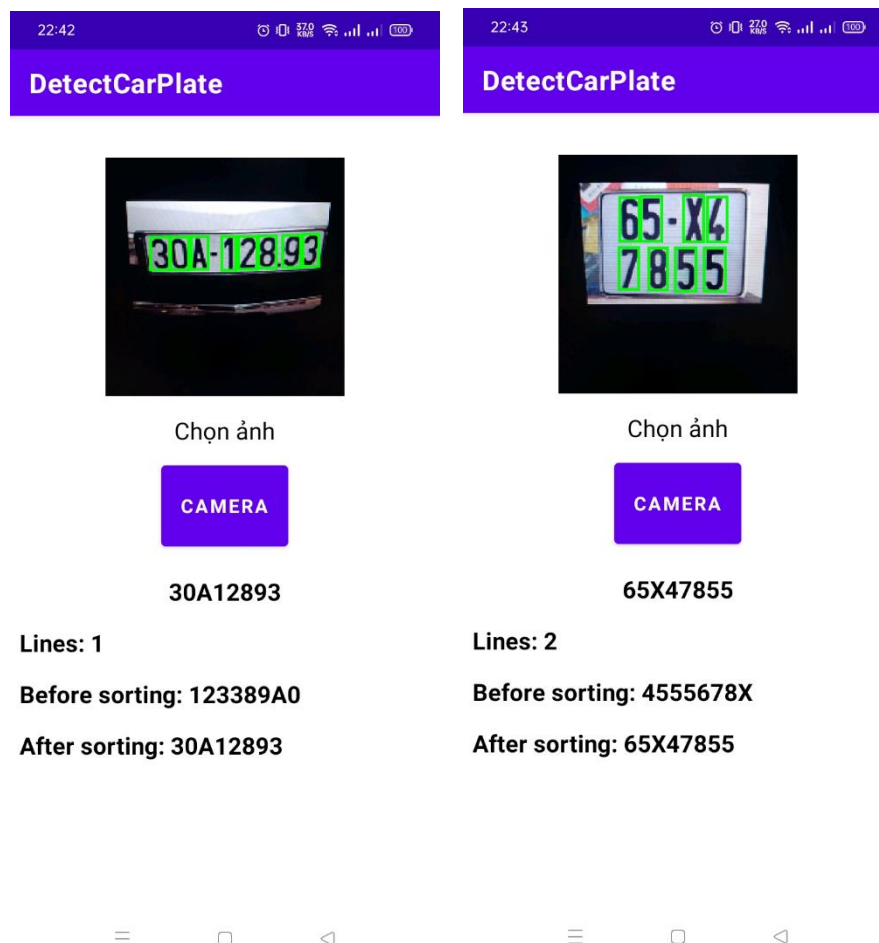 22:42
37.0 KB/S
100
DetectCarPlate
30A-128.93
Chọn ảnh
CAMERA
30A12893
Lines: 1
Before sorting: 123389A0
After sorting: 30A12893
22:43
27.0 KB/S
100
DetectCarPlate
65-X4
7855
Chọn ảnh
CAMERA
65X47855
Lines: 2
Before sorting: 4555678X
After sorting: 65X47855